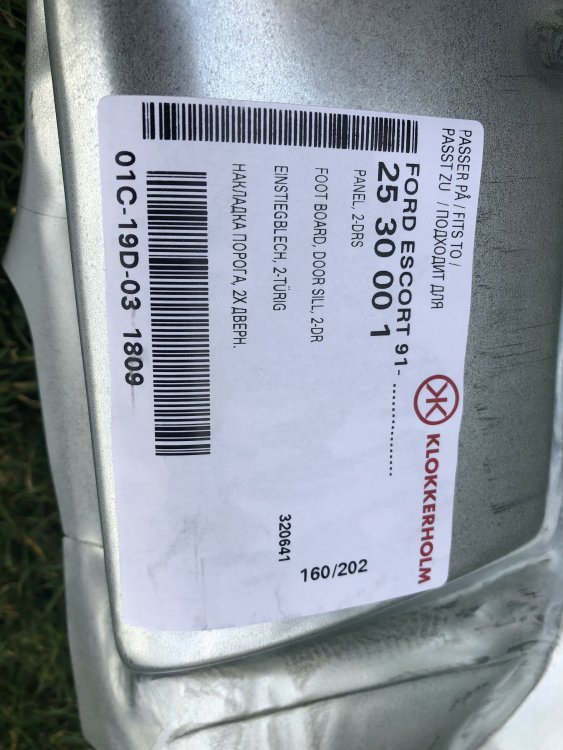 PASSER PÅ / FITS TO /
PASST ZU / ПОДХОДИТ ДЛЯ
KLOKKERHOLM
FORD ESCORT 91- ................
25 30 00 1
PANEL, 2-DRS
160/202
FOOT BOARD, DOOR SILL, 2-DR
EINSTIEGBLECH, 2-TÜRIG
320641
НАКЛАДКА ПОРОГА, 2Х ДВЕРН.
01C-19D-03 1809